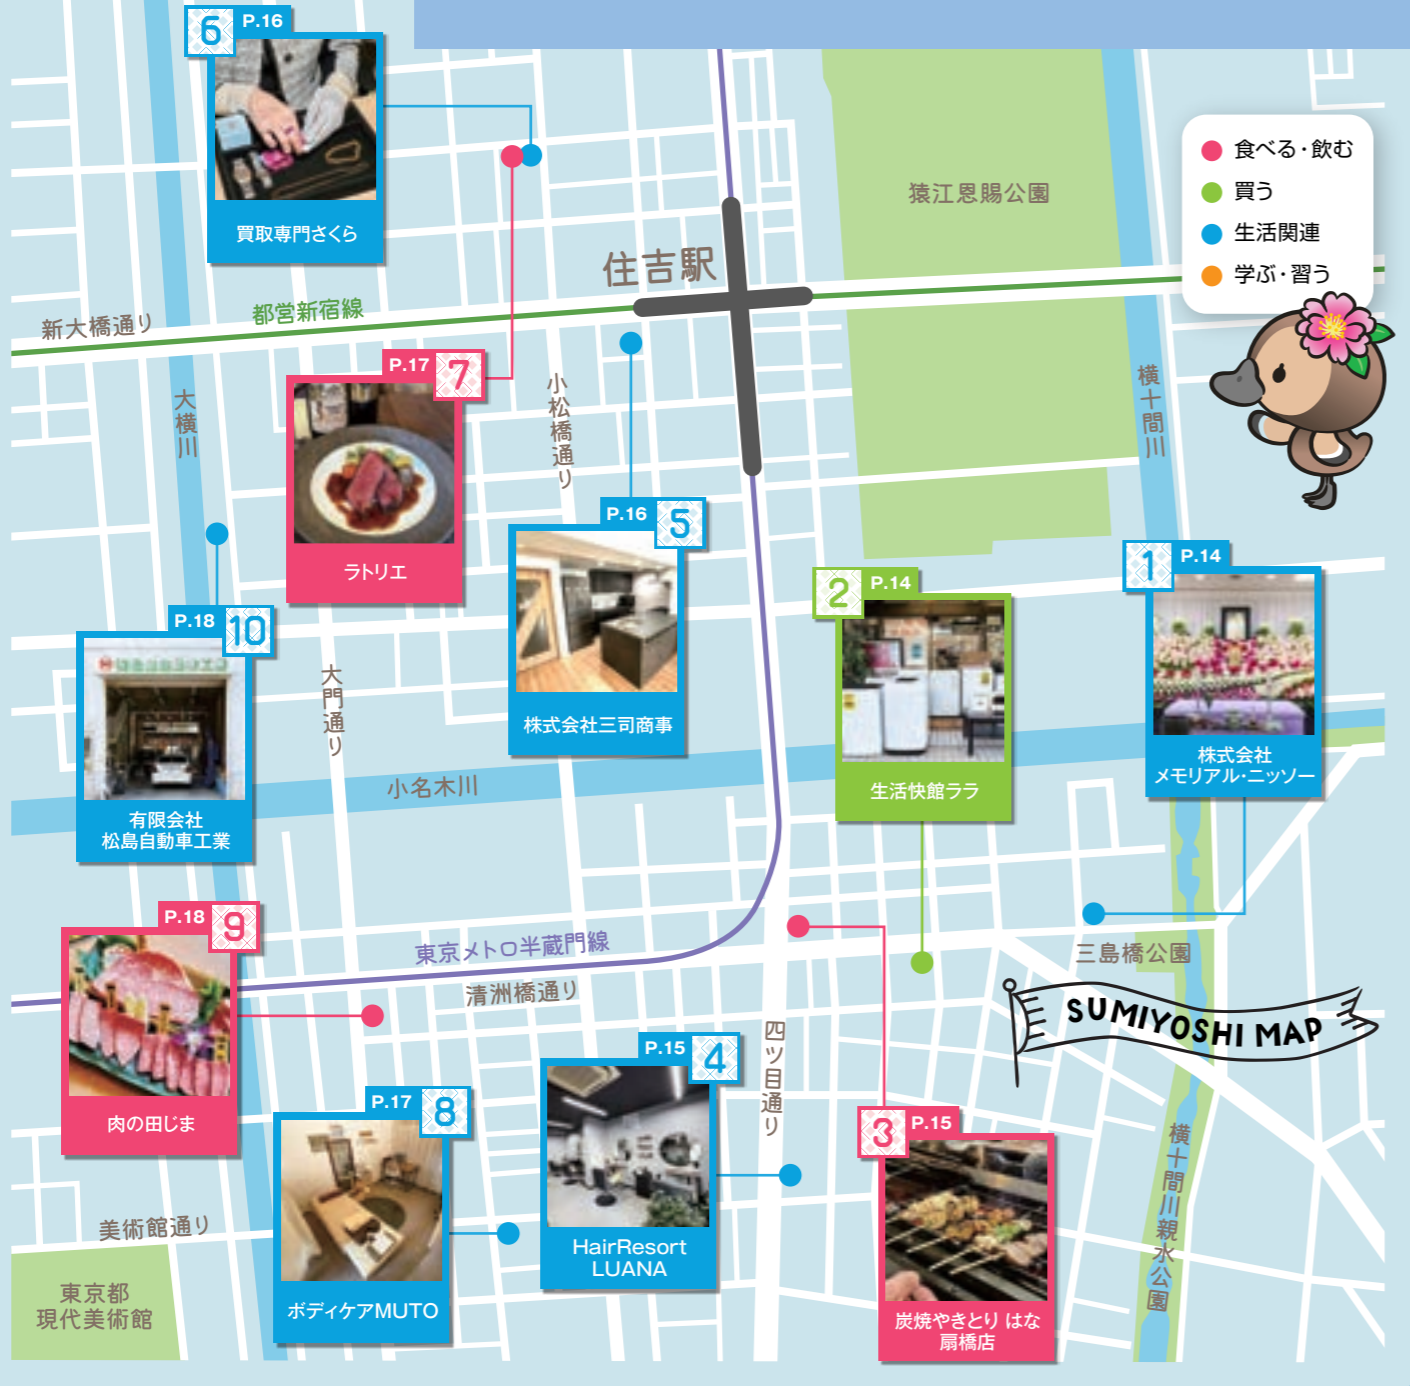 6
P.16
買取専門さくら
食べる・飲む
買う
生活関連
学ぶ・習う
猿江恩賜公園
住吉駅
都営新宿線
新大橋通り
大横川
P.17
7
ラトリエ
小松橋通り
横十間川
P.16
5
株式会社三司商事
2
P.14
生活快館ララ
1
P.14
株式会社
メモリアル・ニッソー
P.18
10
有限会社
松島自動車工業
大門通り
小名木川
P.18
9
肉の田じま
東京メトロ半蔵門線
清洲橋通り
三島橋公園
SUMIYOSHI MAP
四ツ目通り
P.15
4
HairResort
LUANA
P.17
8
ボディケアMUTO
3
P.15
炭焼やきとり はな
扇橋店
横十間川親水公園
美術館通り
東京都
現代美術館